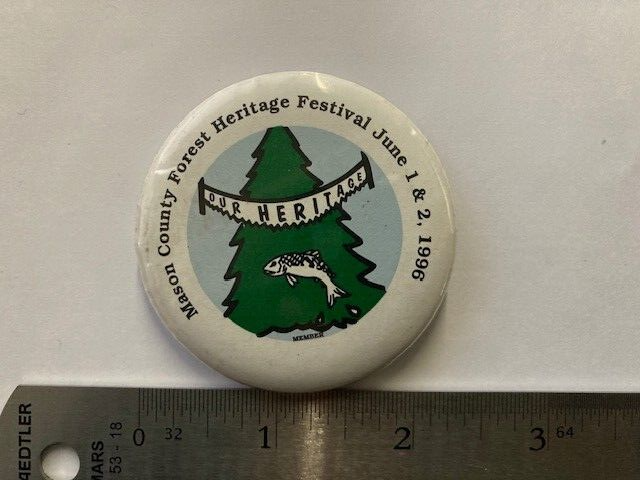 Mason County Forest Heritage Festival June 1 & 2, 1996
OUR HERITAGE
MEMBER
AEDTLER
MARS
53 - 18
0 32 1 2 3 64